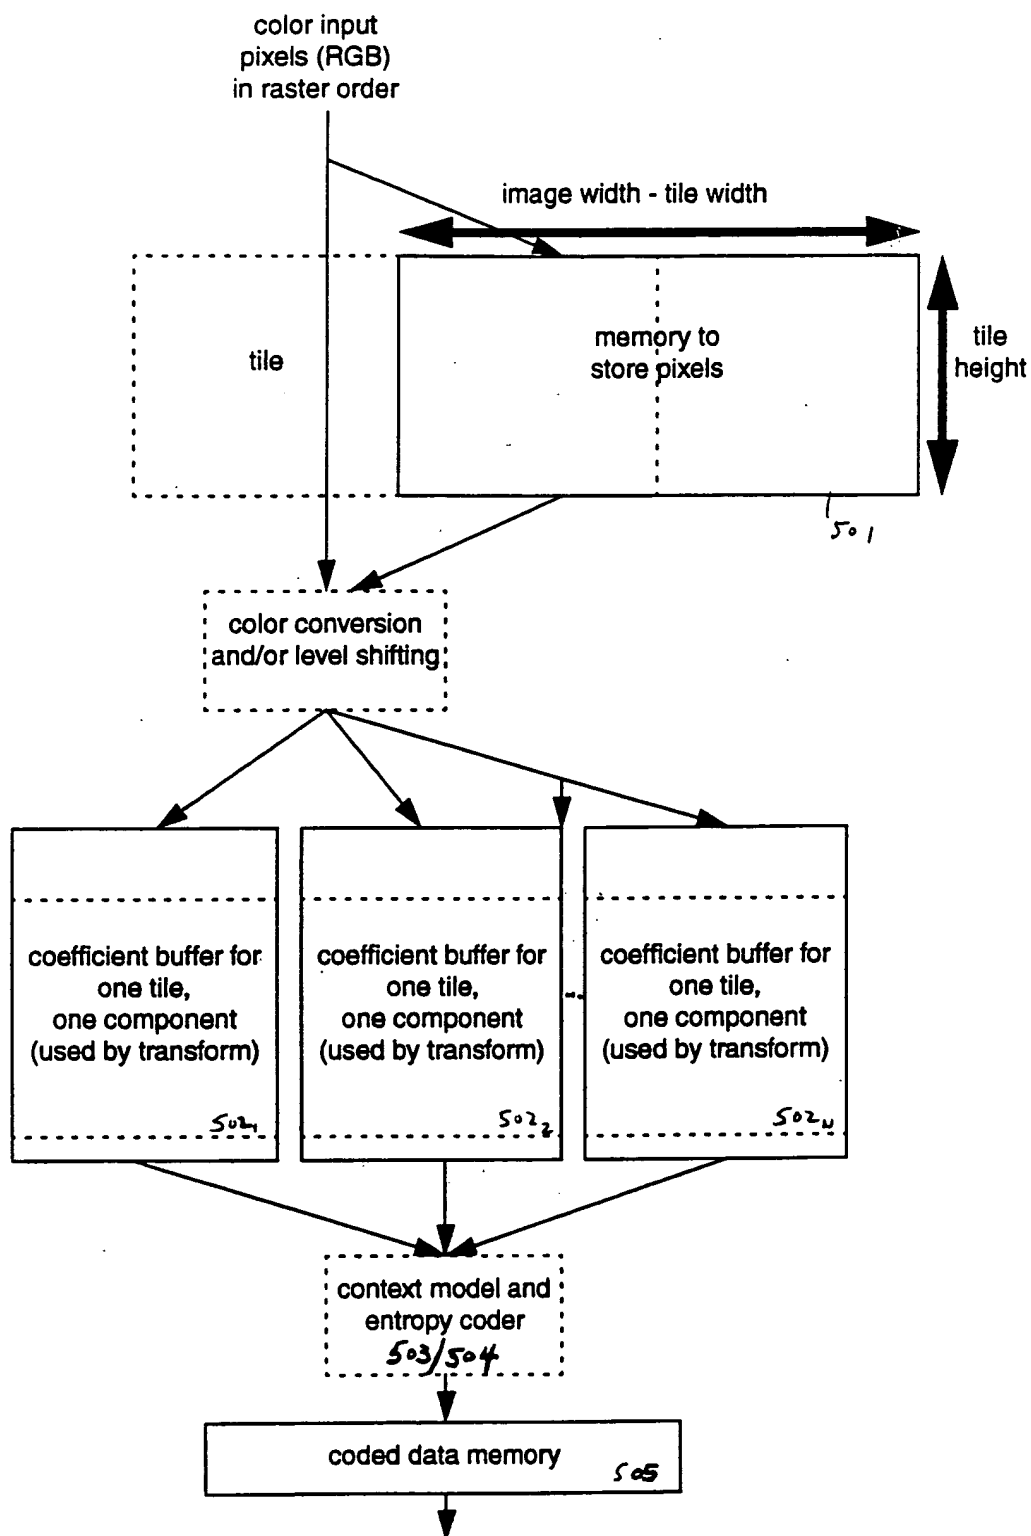 color input
pixels (RGB)
in raster order
image width - tile width
tile
memory to
store pixels
tile
height
501
color conversion
and/or level shifting
coefficient buffer for
one tile,
one component
(used by transform)
502₁
coefficient buffer for
one tile,
one component
(used by transform)
502₂
...
coefficient buffer for
one tile,
one component
(used by transform)
502ₙ
context model and
entropy coder
503/504
coded data memory
505